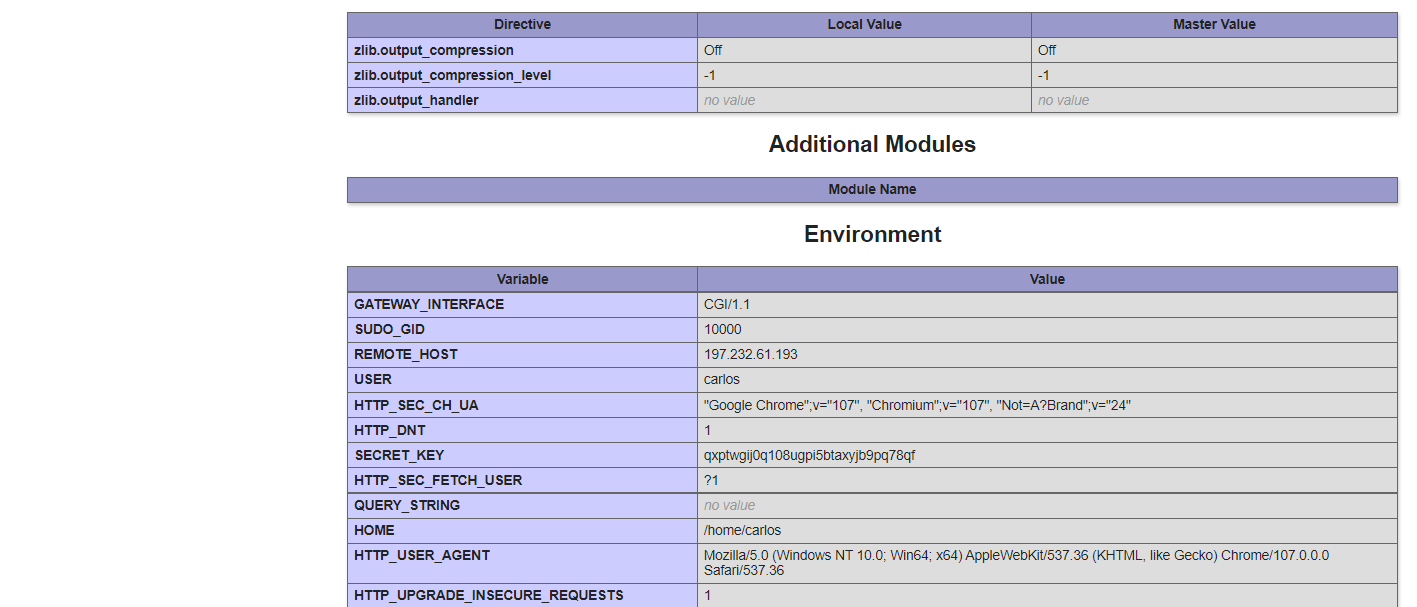 Directive Local Value Master Value
zlib.output_compression Off Off
zlib.output_compression_level -1 -1
zlib.output_handler no value no value
Additional Modules
Module Name
Environment
Variable Value
GATEWAY_INTERFACE CGI/1.1
SUDO_GID 10000
REMOTE_HOST 197.232.61.193
USER carlos
HTTP_SEC_CH_UA "Google Chrome";v="107", "Chromium";v="107", "Not=A?Brand";v="24"
HTTP_DNT 1
SECRET_KEY qxptwgij0q108ugpi5btaxyjb9pq78qf
HTTP_SEC_FETCH_USER ?1
QUERY_STRING no value
HOME /home/carlos
HTTP_USER_AGENT Mozilla/5.0 (Windows NT 10.0; Win64; x64) AppleWebKit/537.36 (KHTML, like Gecko) Chrome/107.0.0.0
Safari/537.36
HTTP_UPGRADE_INSECURE_REQUESTS 1